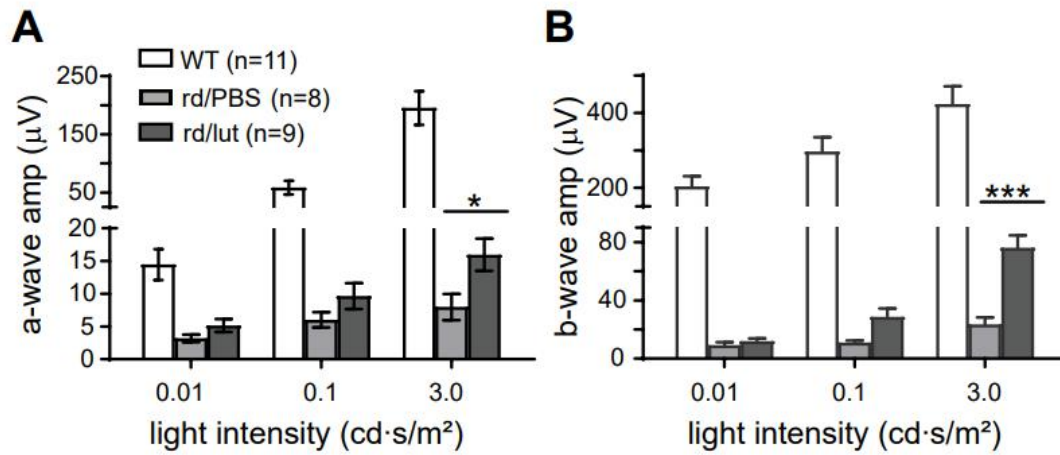 A
WT (n=11)
rd/PBS (n=8)
rd/lut (n=9)
a-wave amp (µV)
250
150
50
20
15
10
5
0
*
0.01 0.1 3.0
light intensity (cd·s/m²)
B
b-wave amp (µV)
400
200
80
40
0
***
0.01 0.1 3.0
light intensity (cd·s/m²)